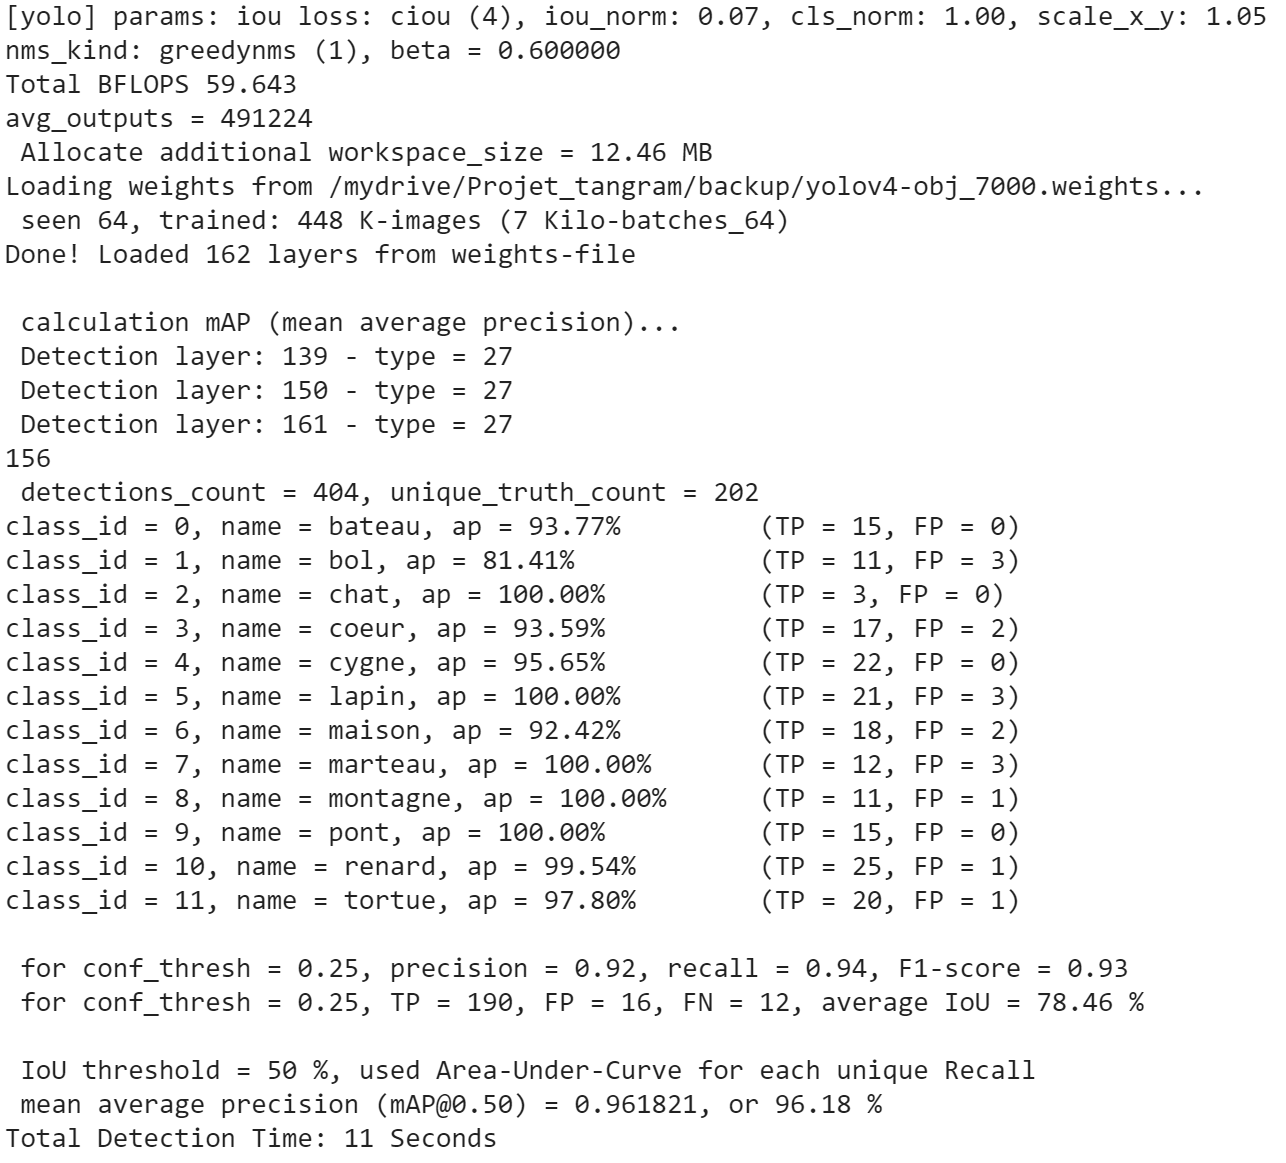 [yolo] params: iou loss: ciou (4), iou_norm: 0.07, cls_norm: 1.00, scale_x_y: 1.05
nms_kind: greedynms (1), beta = 0.600000
Total BFLOPS 59.643
avg_outputs = 491224
 Allocate additional workspace_size = 12.46 MB
Loading weights from /mydrive/Projet_tangram/backup/yolov4-obj_7000.weights...
 seen 64, trained: 448 K-images (7 Kilo-batches_64)
Done! Loaded 162 layers from weights-file

 calculation mAP (mean average precision)...
 Detection layer: 139 - type = 27
 Detection layer: 150 - type = 27
 Detection layer: 161 - type = 27
156
 detections_count = 404, unique_truth_count = 202
class_id = 0, name = bateau, ap = 93.77%         (TP = 15, FP = 0)
class_id = 1, name = bol, ap = 81.41%            (TP = 11, FP = 3)
class_id = 2, name = chat, ap = 100.00%          (TP = 3, FP = 0)
class_id = 3, name = coeur, ap = 93.59%          (TP = 17, FP = 2)
class_id = 4, name = cygne, ap = 95.65%          (TP = 22, FP = 0)
class_id = 5, name = lapin, ap = 100.00%         (TP = 21, FP = 3)
class_id = 6, name = maison, ap = 92.42%         (TP = 18, FP = 2)
class_id = 7, name = marteau, ap = 100.00%       (TP = 12, FP = 3)
class_id = 8, name = montagne, ap = 100.00%      (TP = 11, FP = 1)
class_id = 9, name = pont, ap = 100.00%          (TP = 15, FP = 0)
class_id = 10, name = renard, ap = 99.54%        (TP = 25, FP = 1)
class_id = 11, name = tortue, ap = 97.80%        (TP = 20, FP = 1)

 for conf_thresh = 0.25, precision = 0.92, recall = 0.94, F1-score = 0.93
 for conf_thresh = 0.25, TP = 190, FP = 16, FN = 12, average IoU = 78.46 %

 IoU threshold = 50 %, used Area-Under-Curve for each unique Recall
 mean average precision (mAP@0.50) = 0.961821, or 96.18 %
Total Detection Time: 11 Seconds